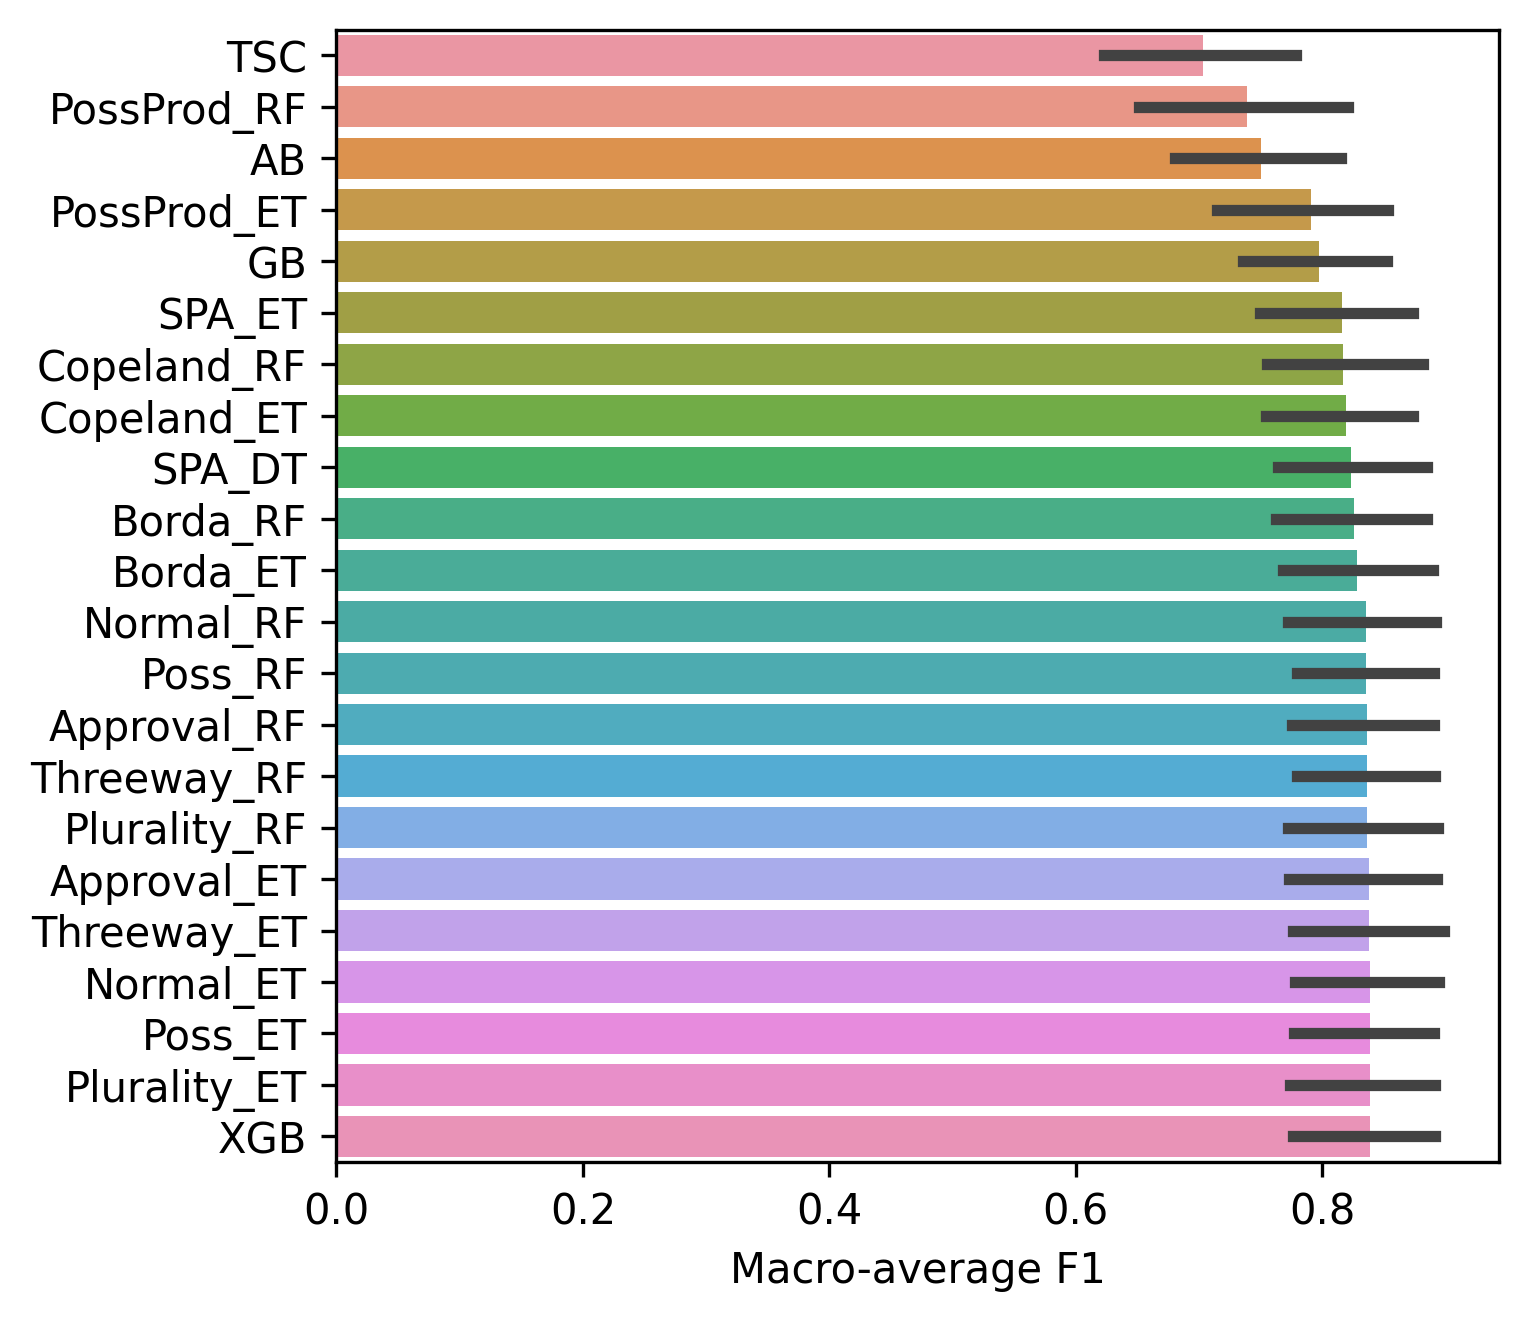 TSC
PossProd_RF
AB
PossProd_ET
GB
SPA_ET
Copeland_RF
Copeland_ET
SPA_DT
Borda_RF
Borda_ET
Normal_RF
Poss_RF
Approval_RF
Threeway_RF
Plurality_RF
Approval_ET
Threeway_ET
Normal_ET
Poss_ET
Plurality_ET
XGB
0.0 0.2 0.4 0.6 0.8
Macro-average F1